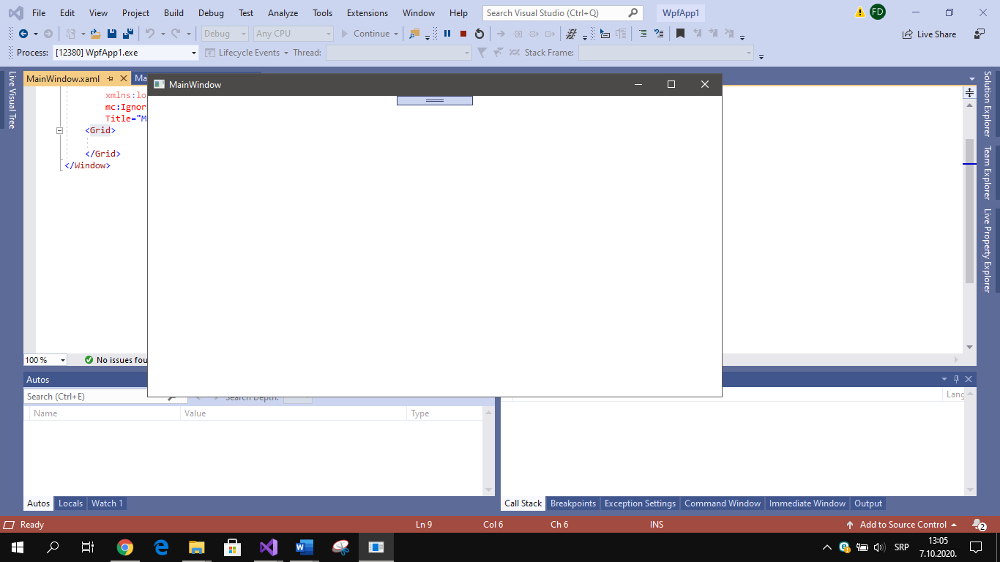 File Edit View Project Build Debug Test Analyze Tools Extensions Window Help Search Visual Studio (Ctrl+Q) WpfApp1 FD
Debug Any CPU Continue Live Share
Process: [12380] WpfApp1.exe Lifecycle Events Thread: Stack Frame:
Live Visual Tree
MainWindow.xaml Ma
MainWindow
xmlns:lo
mc:Ignor
Title="M
<Grid>
</Grid>
</Window>
Solution Explorer
Team Explorer
Live Property Explorer
100 % No issues fou
Autos
Search (Ctrl+E) Search Depth:
Name Value Type
Lang
Autos Locals Watch 1
Call Stack Breakpoints Exception Settings Command Window Immediate Window Output
Ready Ln 9 Col 6 Ch 6 INS Add to Source Control 2
SRP 13:05
7.10.2020.